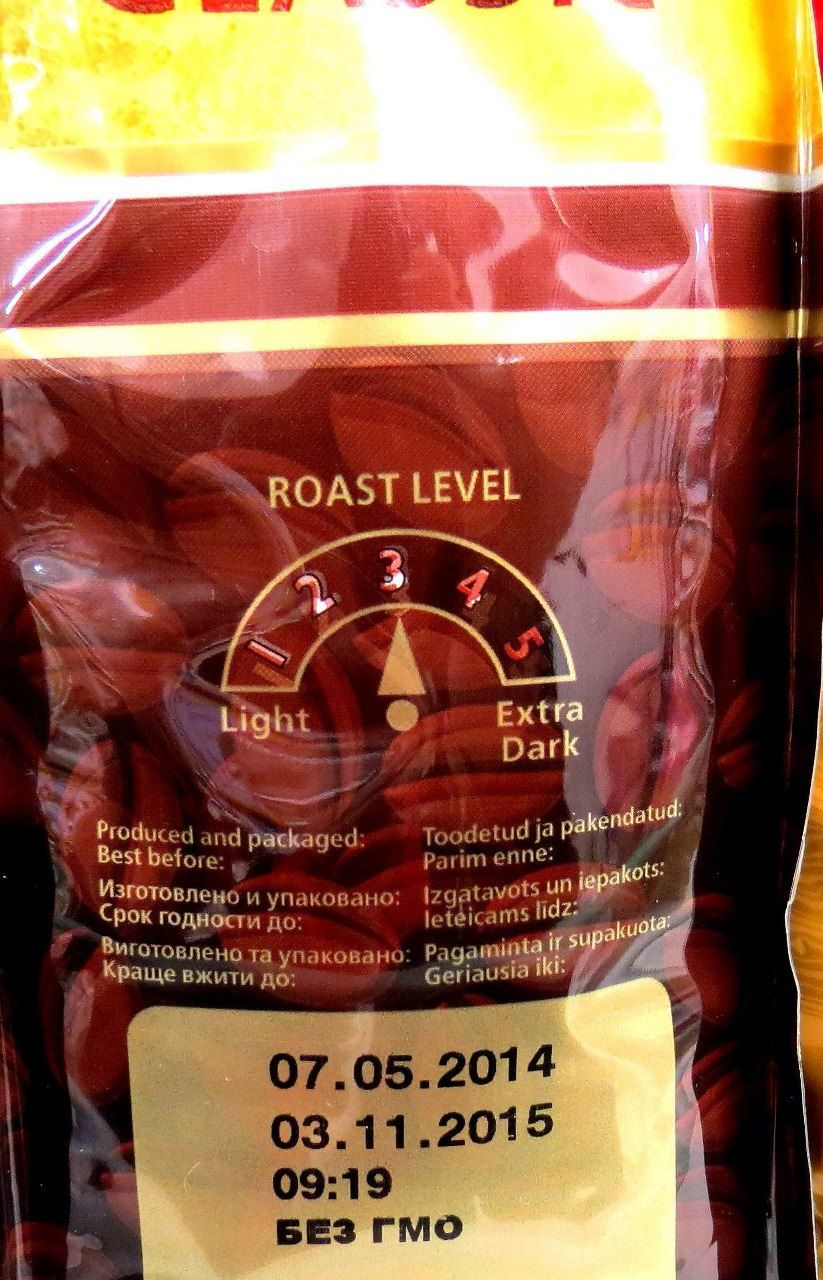 CLASSIC
ROAST LEVEL
1 2 3 4 5
Light
Extra
Dark
Produced and packaged:
Best before:
Изготовлено и упаковано:
Срок годности до:
Виготовлено та упаковано:
Краще вжити до:
Toodetud ja pakendatud:
Parim enne:
Izgatavots un iepakots:
Ieteicams līdz:
Pagaminta ir supakuota:
Geriausia iki:
07.05.2014
03.11.2015
09:19
БЕЗ ГМО